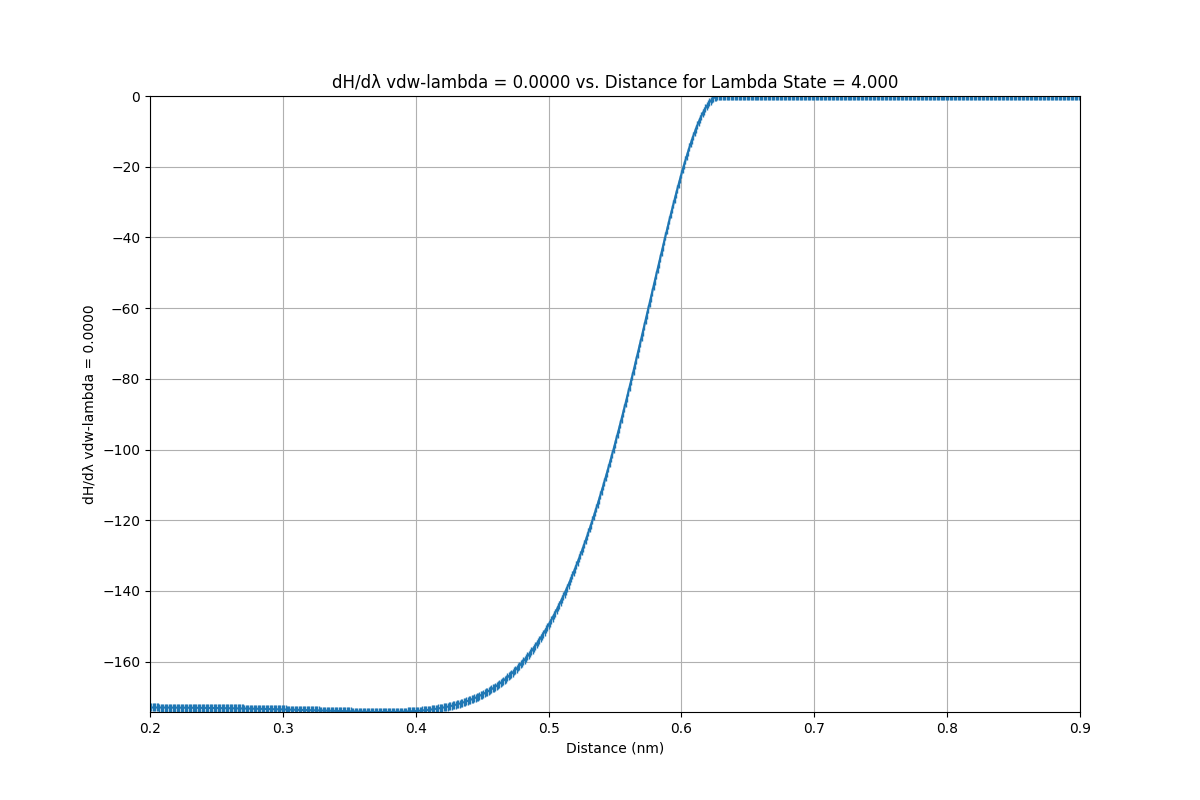 dH/dλ vdw-lambda = 0.0000 vs. Distance for Lambda State = 4.000
0
−20
−40
−60
−80
−100
−120
−140
−160
dH/dλ vdw-lambda = 0.0000
0.2 0.3 0.4 0.5 0.6 0.7 0.8 0.9
Distance (nm)